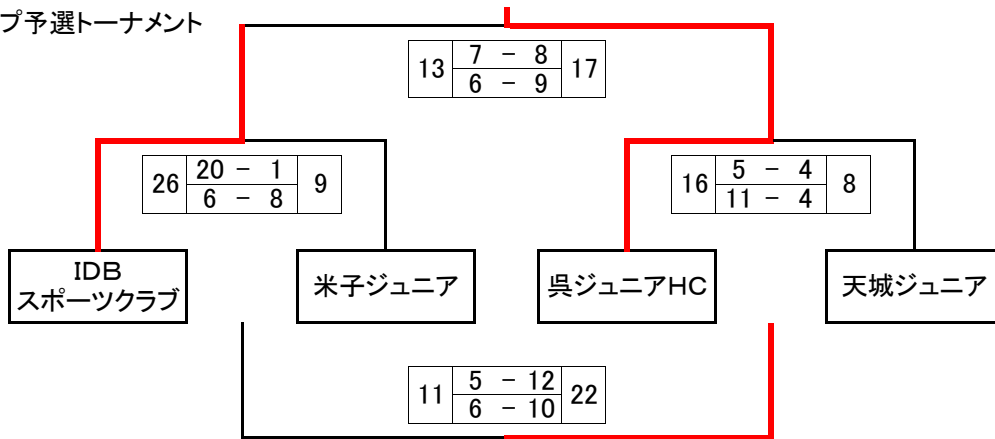 プ予選トーナメント
13 7 - 8 17
6 - 9
26 20 - 1 9
6 - 8
16 5 - 4 8
11 - 4
IDB
スポーツクラブ
米子ジュニア
呉ジュニアHC
天城ジュニア
11 5 - 12 22
6 - 10